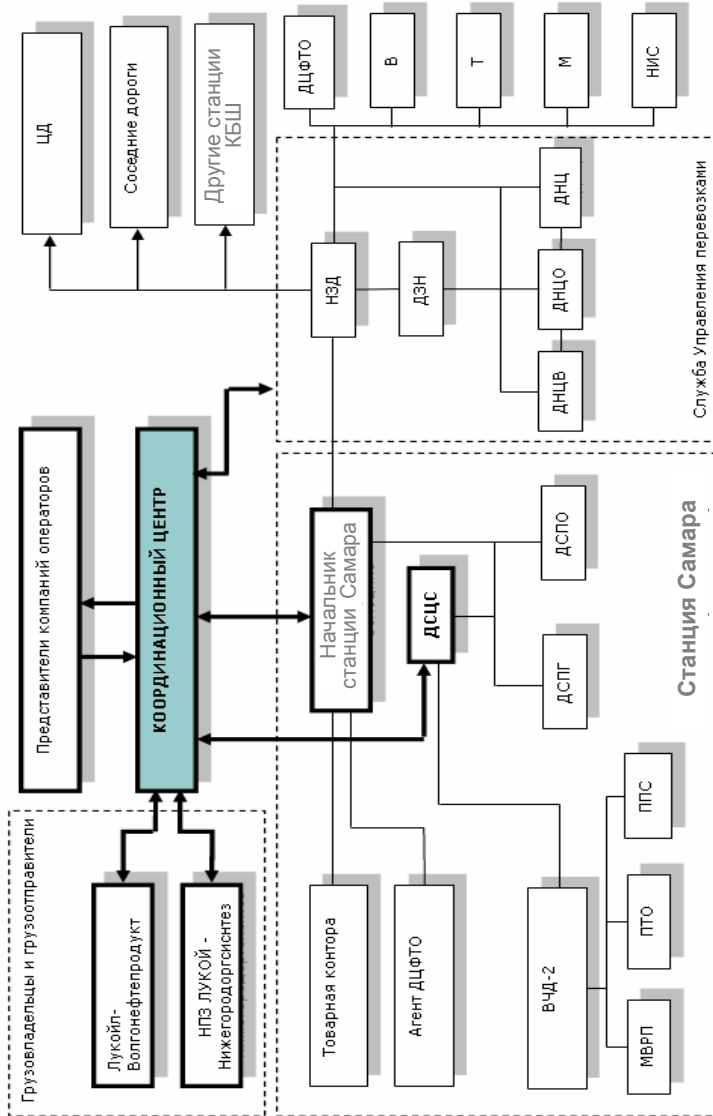 Грузовладельцы и грузоотправители
Лукойл-
Волгонефтепродукт
НПЗ ЛУКОЙ -
Нижегородоргсиснтез
Представители компаний операторов
КООРДИНАЦИОННЫЙ ЦЕНТР
ЦД
Соседние дороги
Другие станции
КБШ
Товарная контора
Агент ДЦФТО
Начальник
станции Самара
ДСЦС
ДСПГ
ДСПО
ВЧД-2
МВРП
ПТО
ППС
Станция Самара
НЗД
ДЗН
ДНЦВ
ДНЦО
ДНЦ
Служба Управления перевозками
ДЦФТО
В
Т
М
НИС